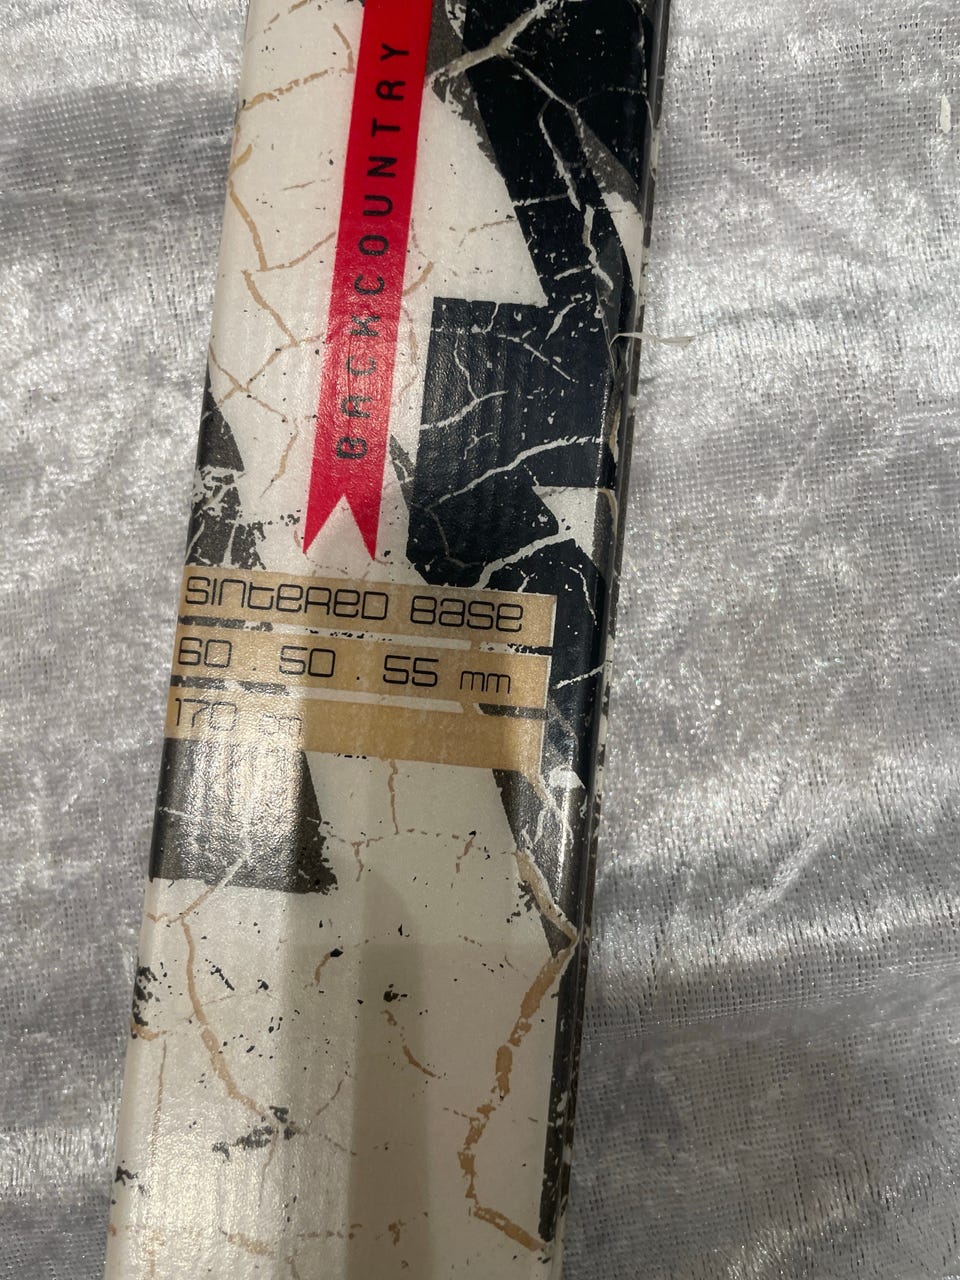 BACKCOUNTRY
SINTERED BASE
60 . 50 . 55 mm
170 cm